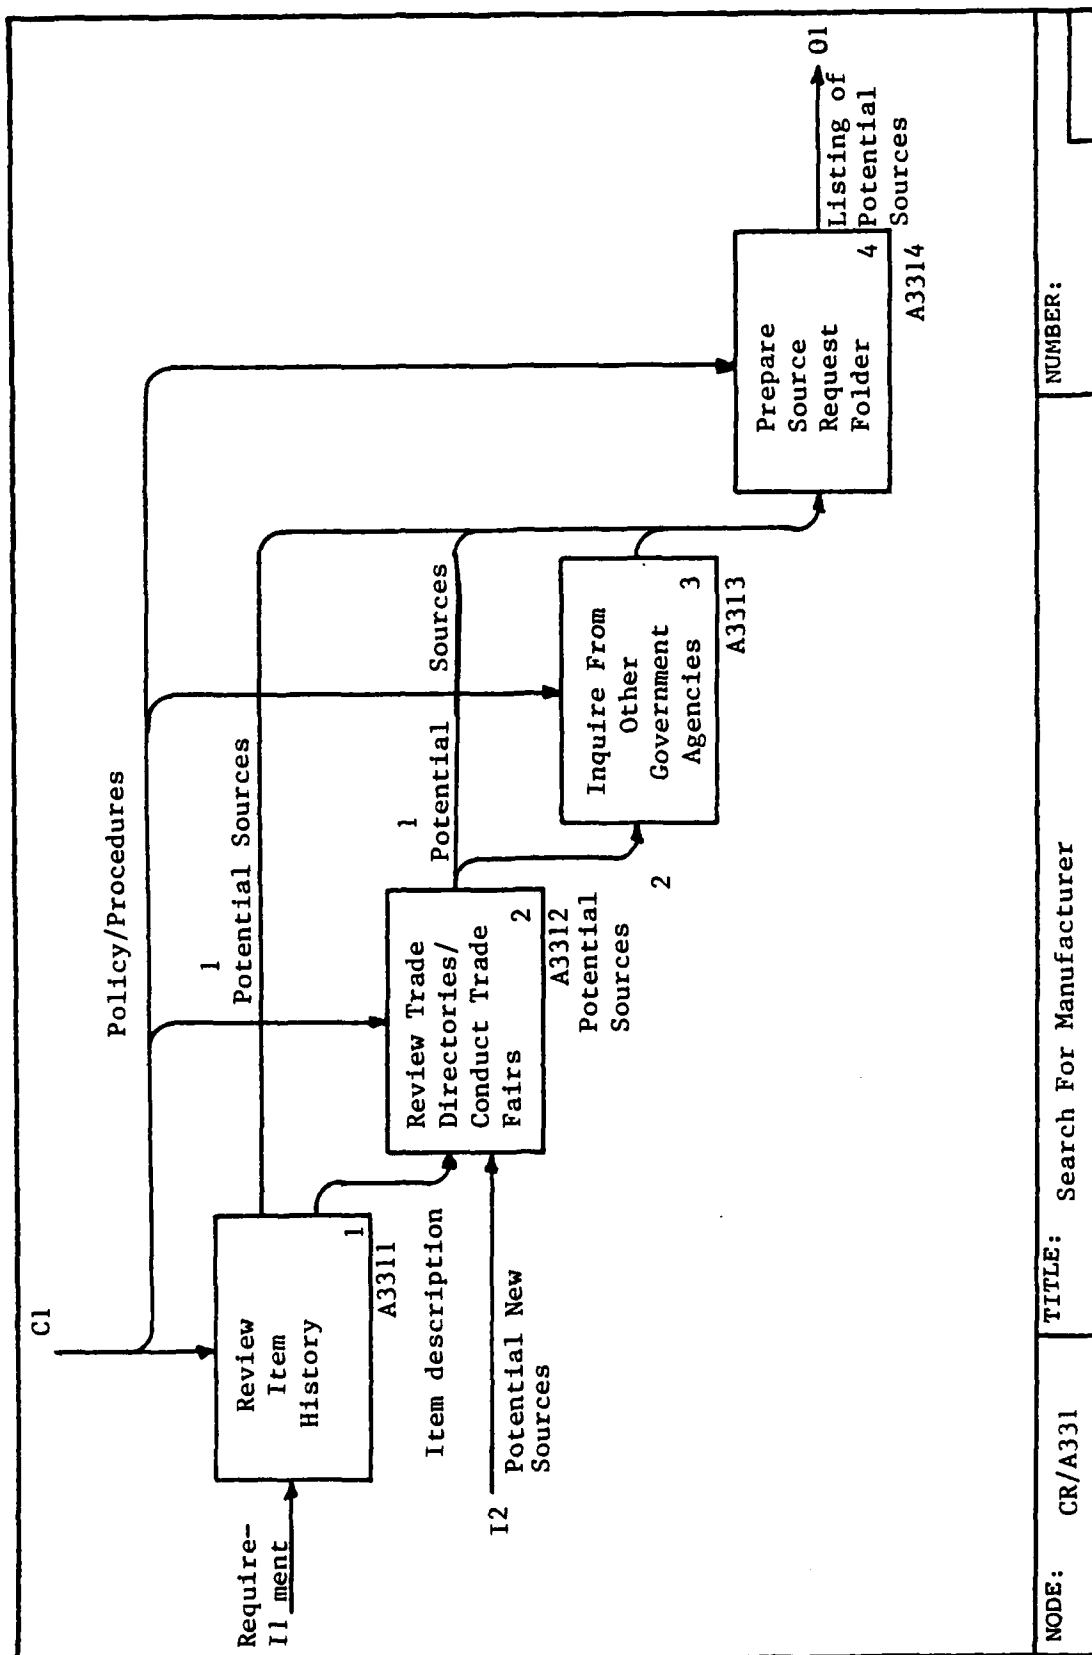 C1
Policy/Procedures
1
Potential Sources
Require-
I1 ment
Review
Item
History
1
A3311
Item description
I2
Potential New
Sources
1
Potential Sources
Review Trade
Directories/
Conduct Trade
Fairs
2
A3312
Potential
Sources
2
Inquire From
Other
Government
Agencies
3
A3313
Prepare
Source
Request
Folder
4
A3314
Listing of
Potential
Sources
O1
NODE:
CR/A331
TITLE:
Search For Manufacturer
NUMBER: